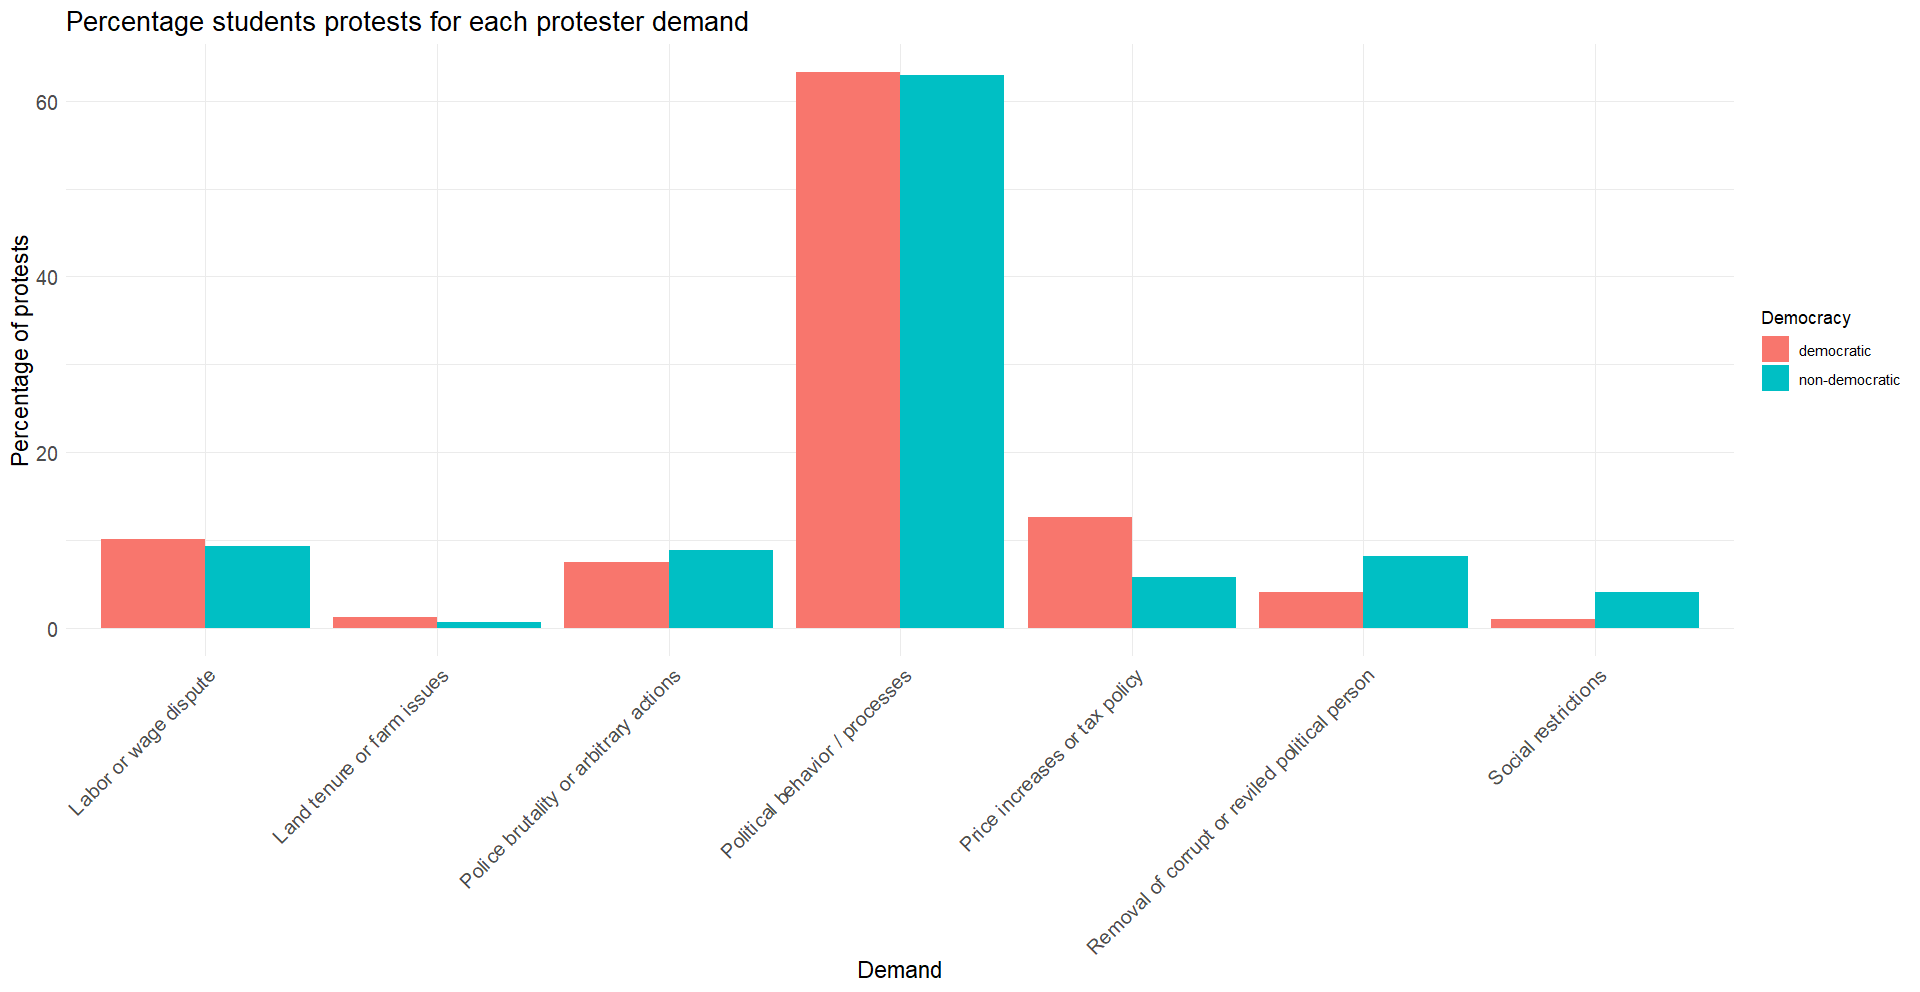 Percentage students protests for each protester demand
Percentage of protests
60
40
20
0
Labor or wage dispute
Land tenure or farm issues
Police brutality or arbitrary actions
Political behavior / processes
Price increases or tax policy
Removal of corrupt or reviled political person
Social restrictions
Demand
Democracy
democratic
non-democratic